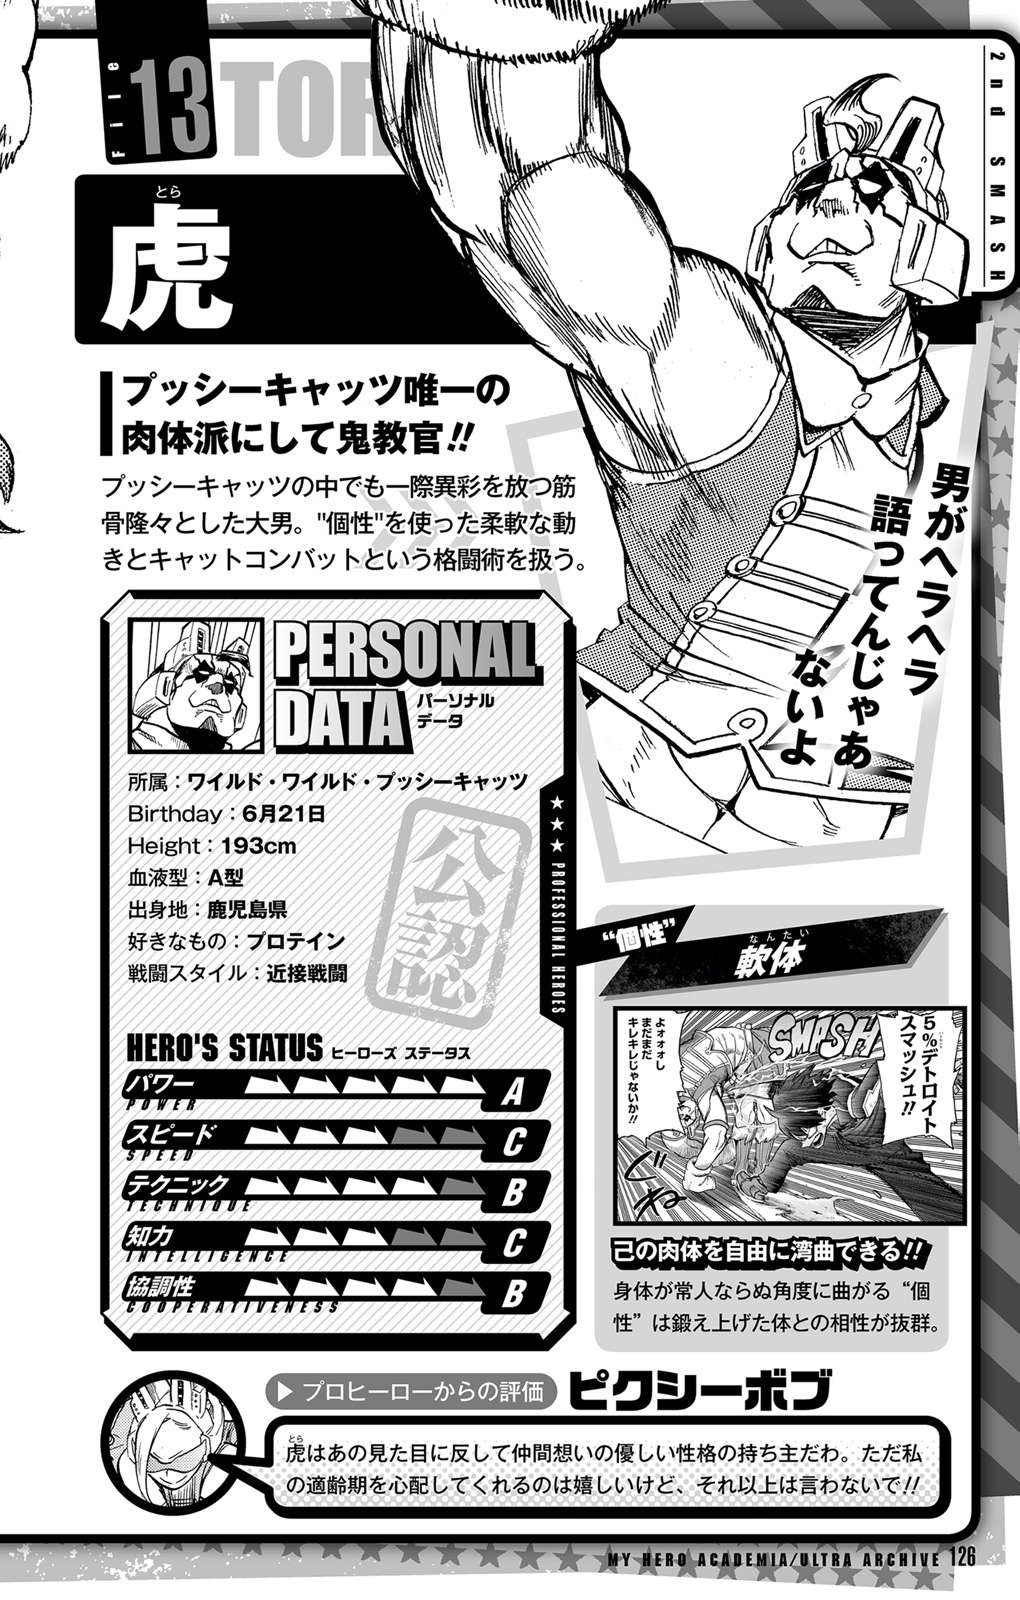 File
13
TOR
2nd SMASH
とら
虎
プッシーキャッツ唯一の
肉体派にして鬼教官!!
プッシーキャッツの中でも一際異彩を放つ筋
骨隆々とした大男。"個性"を使った柔軟な動
きとキャットコンバットという格闘術を扱う。
男がヘラヘラ
語ってんじゃあ
ないよ
PERSONAL
DATA
パーソナル
データ
所属：ワイルド・ワイルド・プッシーキャッツ
Birthday：6月21日
Height：193cm
血液型：A型
出身地：鹿児島県
好きなもの：プロテイン
戦闘スタイル：近接戦闘
公認
★★★ PROFESSIONAL HEROES
HERO'S STATUS ヒーローズ ステータス
パワー
POWER
A
スピード
SPEED
C
テクニック
TECHNIQUE
B
知力
INTELLIGENCE
C
協調性
COOPERATIVENESS
B
“個性”
なんたい
軟体
5%デトロイト
パーセント
スマッシュ!!
SMASH
よォォォし
まだまだ
キレキレじゃないか!!
ぐ
ね
己の肉体を自由に湾曲できる!!
身体が常人ならぬ角度に曲がる“個
性”は鍛え上げた体との相性が抜群。
▶プロヒーローからの評価
ピクシーボブ
とら
虎はあの見た目に反して仲間想いの優しい性格の持ち主だわ。ただ私
の適齢期を心配してくれるのは嬉しいけど、それ以上は言わないで!!
MY HERO ACADEMIA/ULTRA ARCHIVE 126